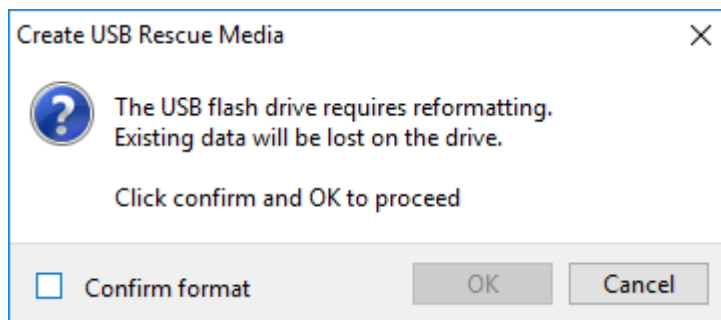 Create USB Rescue Media
The USB flash drive requires reformatting.
Existing data will be lost on the drive.
Click confirm and OK to proceed
Confirm format
OK
Cancel